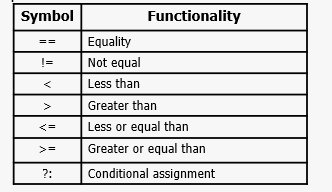 Symbol Functionality
== Equality
!= Not equal
< Less than
> Greater than
<= Less or equal than
>= Greater or equal than
?: Conditional assignment